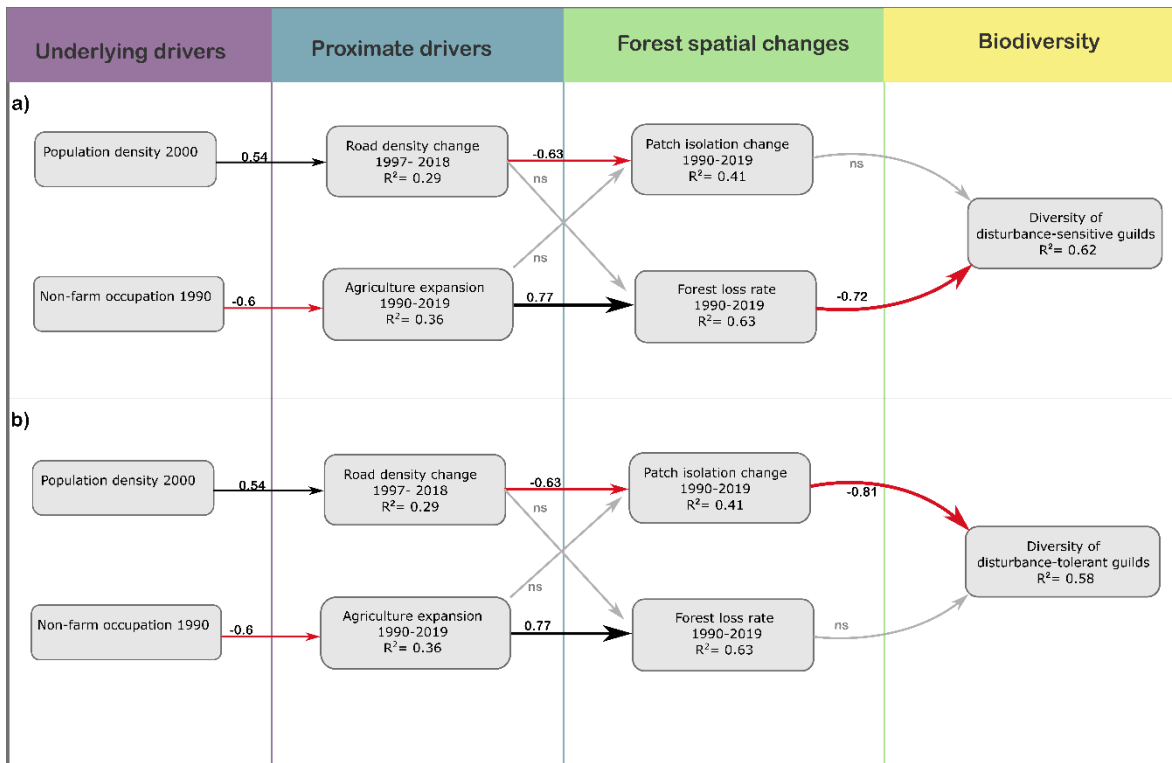 Underlying drivers
Proximate drivers
Forest spatial changes
Biodiversity
a)
Population density 2000
0.54
Road density change
1997- 2018
R²= 0.29
-0.63
ns
Patch isolation change
1990-2019
R²= 0.41
ns
Diversity of
disturbance-sensitive guilds
R²= 0.62
Non-farm occupation 1990
-0.6
Agriculture expansion
1990-2019
R²= 0.36
ns
0.77
Forest loss rate
1990-2019
R²= 0.63
-0.72
b)
Population density 2000
0.54
Road density change
1997- 2018
R²= 0.29
-0.63
ns
Patch isolation change
1990-2019
R²= 0.41
-0.81
Diversity of
disturbance-tolerant guilds
R²= 0.58
Non-farm occupation 1990
-0.6
Agriculture expansion
1990-2019
R²= 0.36
ns
0.77
Forest loss rate
1990-2019
R²= 0.63
ns